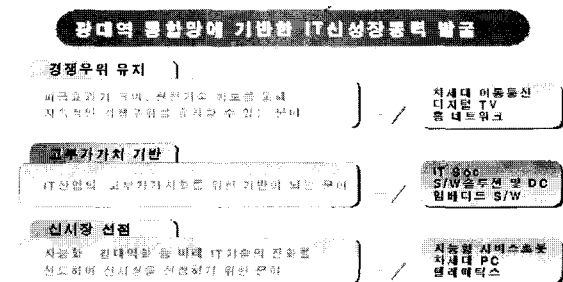 광대역 통합망에 기반한 IT신성장동력 발굴
경쟁우위 유지
파급효과가 크며, 원천기술 확보를 통해
지속적인 경쟁우위를 유지할 수 있는 분야
차세대 이동통신
디지털 TV
홈 네트워크
고부가가치 기반
IT산업의 고부가가치화를 위한 기반이 되는 분야
IT SoC
S/W솔루션 및 DC
임베디드 S/W
신시장 선점
지능화 광대역화 등 미래 IT기술의 진화를
선도하여 신시장을 선점하기 위한 분야
지능형 서비스로봇
차세대 PC
텔레매틱스